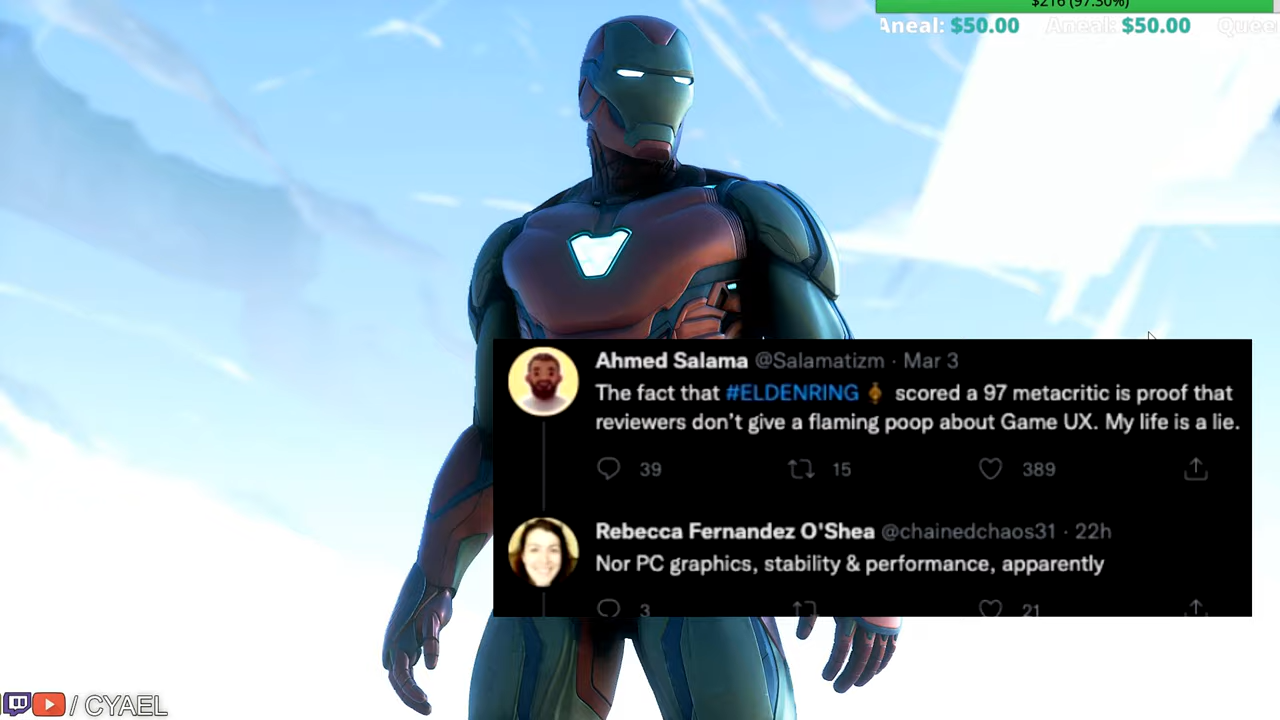 $216 (97.30%)
Aneal: $50.00 Aneal: $50.00 Quee
Ahmed Salama @Salamatizm · Mar 3
The fact that #ELDENRING scored a 97 metacritic is proof that
reviewers don't give a flaming poop about Game UX. My life is a lie.
39 15 389
Rebecca Fernandez O'Shea @chainedchaos31 · 22h
Nor PC graphics, stability & performance, apparently
3 21
/ CYAEL